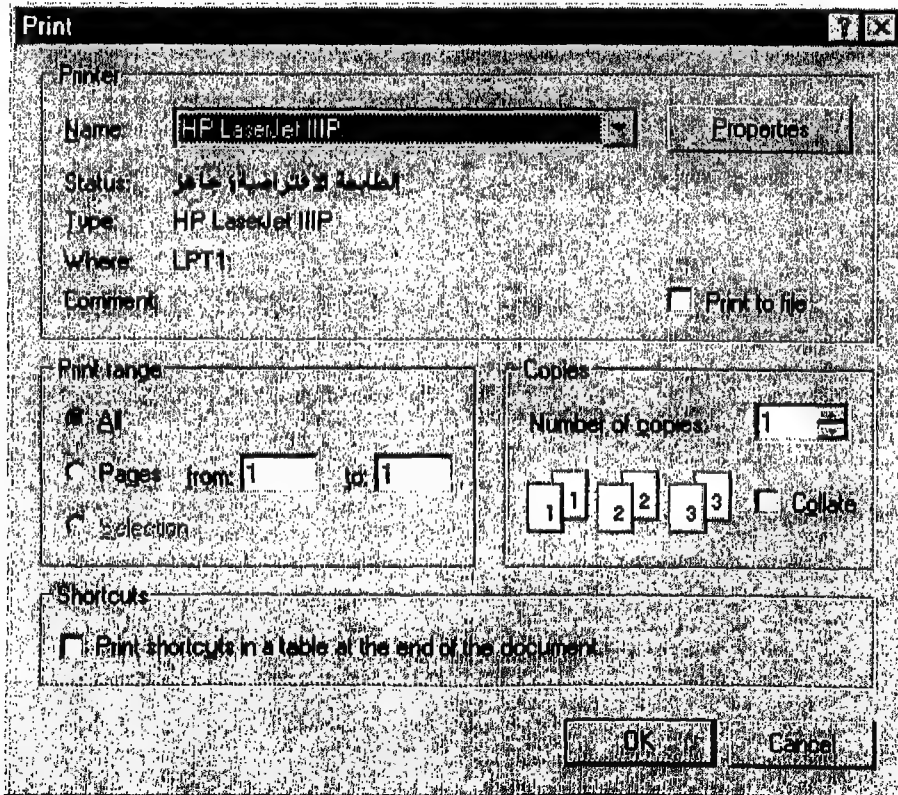 Print
Printer
Name: HP LaserJet IIIP Properties
Status: الطابعة الافتراضية؛ جاهز
Type: HP LaserJet IIIP
Where: LPT1:
Comment:
Print to file
Print range
All
Pages from: 1 to: 1
Selection
Copies
Number of copies: 1
1 1 2 2 3 3 Collate
Shortcuts
Print shortcuts in a table at the end of the document
OK Cancel